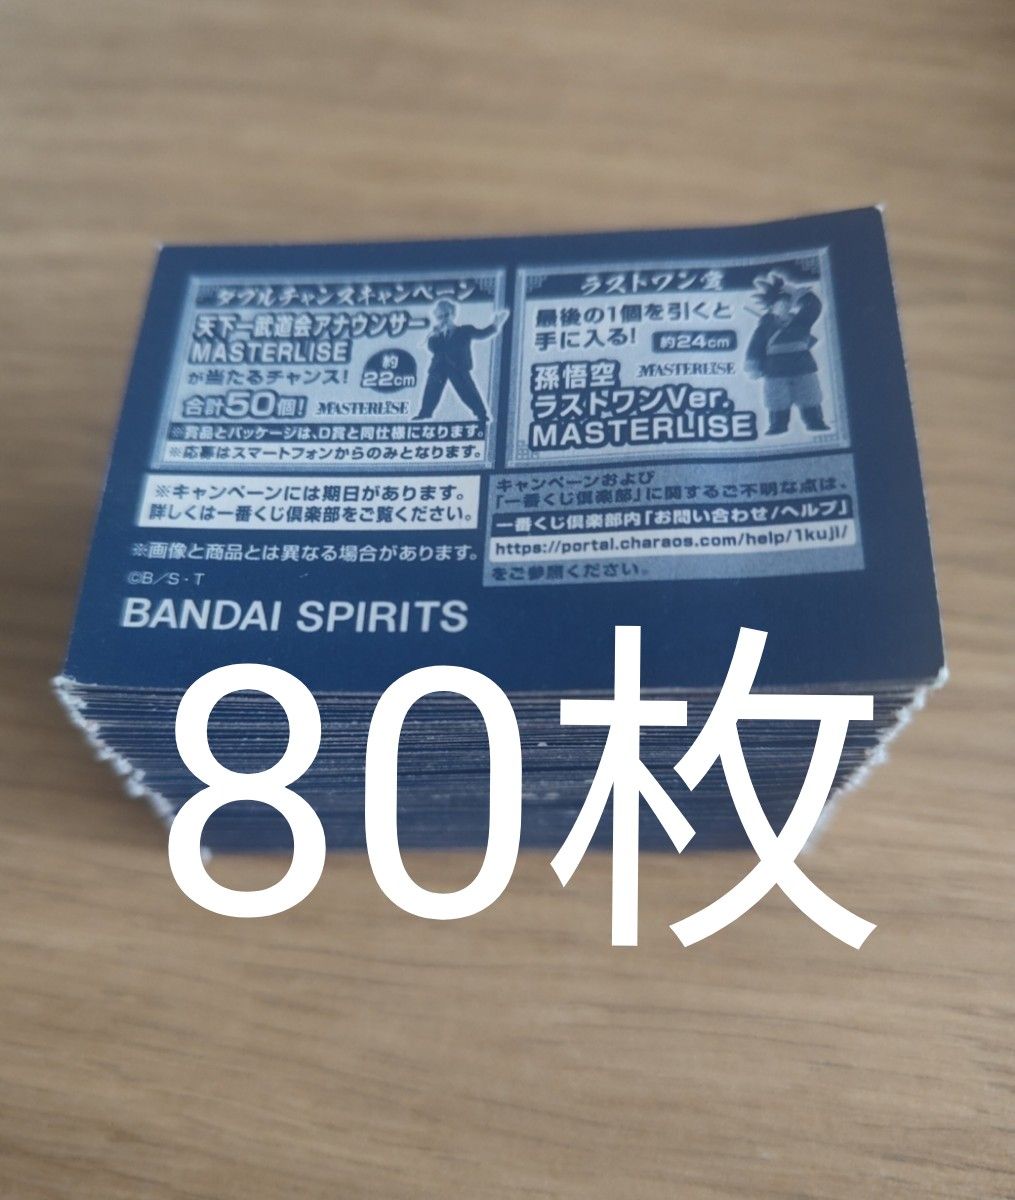 ダブルチャンスキャンペーン
天下一武道会アナウンサー
MASTERLISE
が当たるチャンス!
約
22cm
合計50個!
MASTERLISE
※賞品とパッケージは、D賞と同仕様になります。
※応募はスマートフォンからのみとなります。
ラストワン賞
最後の1個を引くと
手に入る!
約24cm
孫悟空
MASTERLISE
ラストワンVer.
MASTERLISE
※キャンペーンには期日があります。
詳しくは一番くじ倶楽部をご覧ください。
キャンペーンおよび
「一番くじ倶楽部」に関するご不明な点は、
一番くじ倶楽部内「お問い合わせ/ヘルプ」
https://portal.charaos.com/help/1kuji/
をご参照ください。
※画像と商品とは異なる場合があります。
©B/S・T
BANDAI SPIRITS
80枚